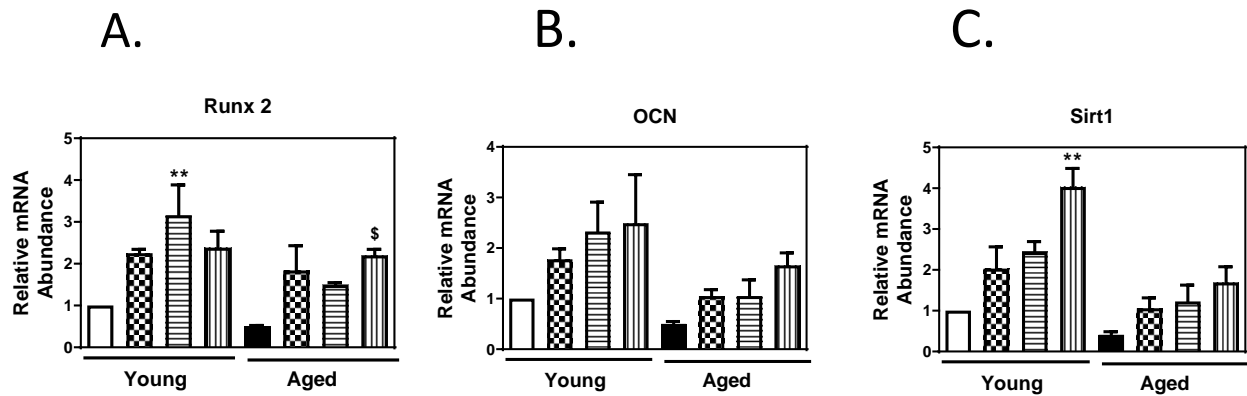 A.
B.
C.
Runx 2
Relative mRNA
Abundance
5
4
3
2
1
0
**
$
Young
Aged
OCN
Relative mRNA
Abundance
4
3
2
1
0
Young
Aged
Sirt1
Relative mRNA
Abundance
5
4
3
2
1
0
**
Young
Aged